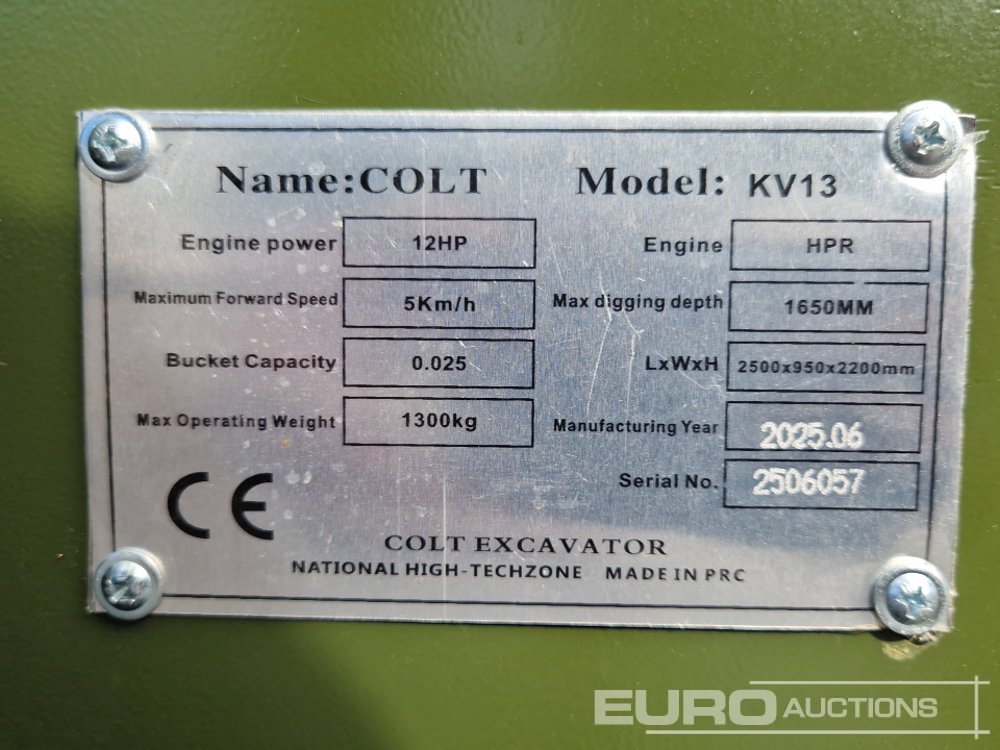 Name:COLT Model: KV13
Engine power 12HP Engine HPR
Maximum Forward Speed 5Km/h Max digging depth 1650MM
Bucket Capacity 0.025 LxWxH 2500x950x2200mm
Max Operating Weight 1300kg Manufacturing Year 2025.06
Serial No. 2506057
CE
COLT EXCAVATOR
NATIONAL HIGH-TECHZONE MADE IN PRC
EURO AUCTIONS